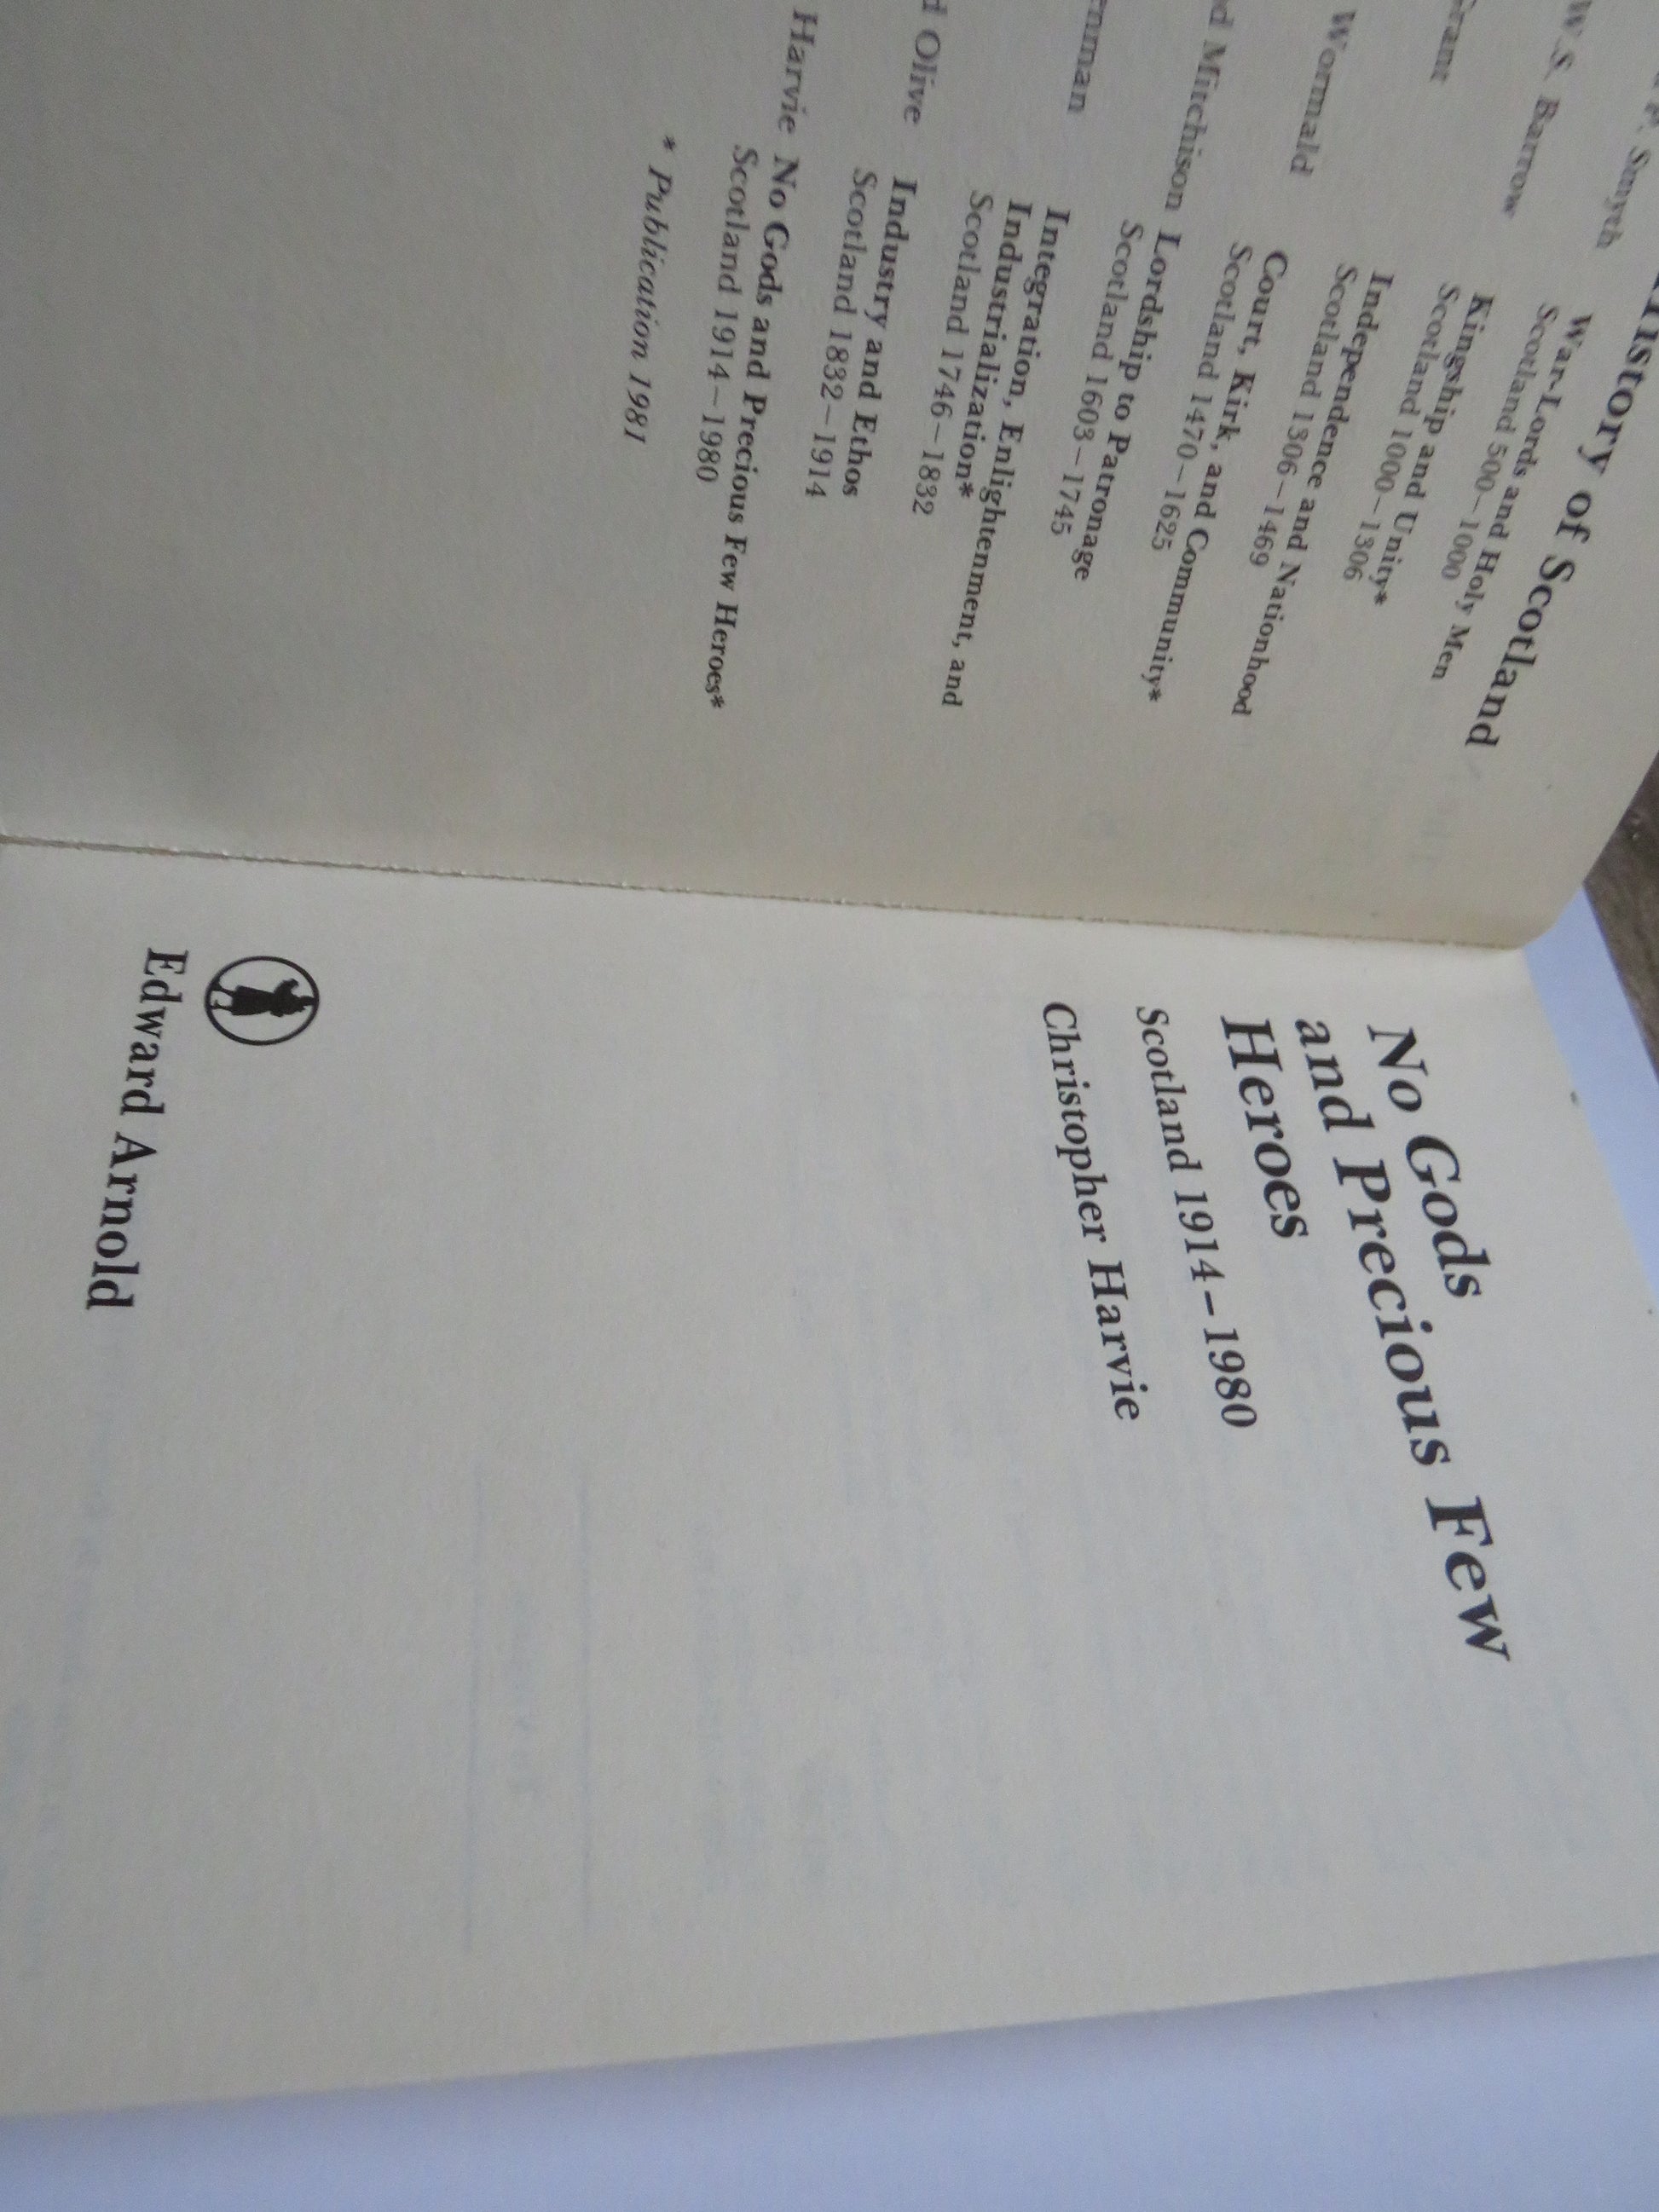 History of Scotland
Smyth War-Lords and Holy Men
Scotland 500–1000
W.S. Barrow Kingship and Unity*
Scotland 1000–1306
Grant Independence and Nationhood
Scotland 1306–1469
Wormald Court, Kirk, and Community*
Scotland 1470–1625
Mitchison Lordship to Patronage
Scotland 1603–1745
Integration, Enlightenment, and
Industrialization*
Scotland 1746–1832
Olive Industry and Ethos
Scotland 1832–1914
Harvie No Gods and Precious Few Heroes*
Scotland 1914–1980
* Publication 1981
No Gods
and Precious Few
Heroes
Scotland 1914–1980
Christopher Harvie
Edward Arnold